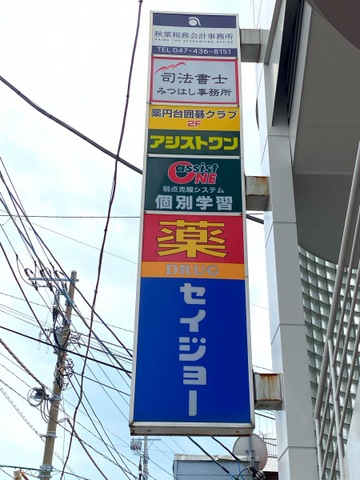 秋葉税務会計事務所
AKIBA TAX ACCOUNTING OFFICE
TEL 047-436-8151
司法書士
みつはし事務所
薬円台囲碁クラブ
2F
アシストワン
assist
ONE
弱点克服システム
個別学習
薬
DRUG
セイジョー